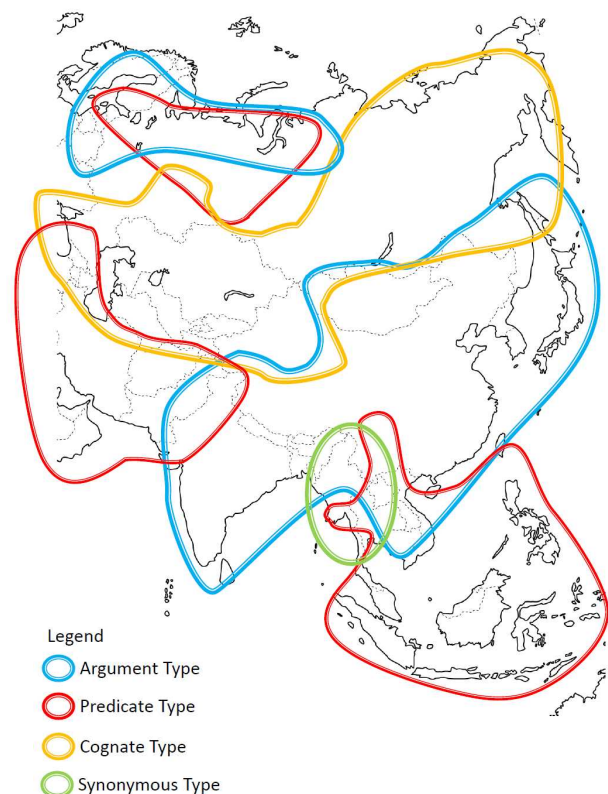 Legend
Argument Type
Predicate Type
Cognate Type
Synonymous Type